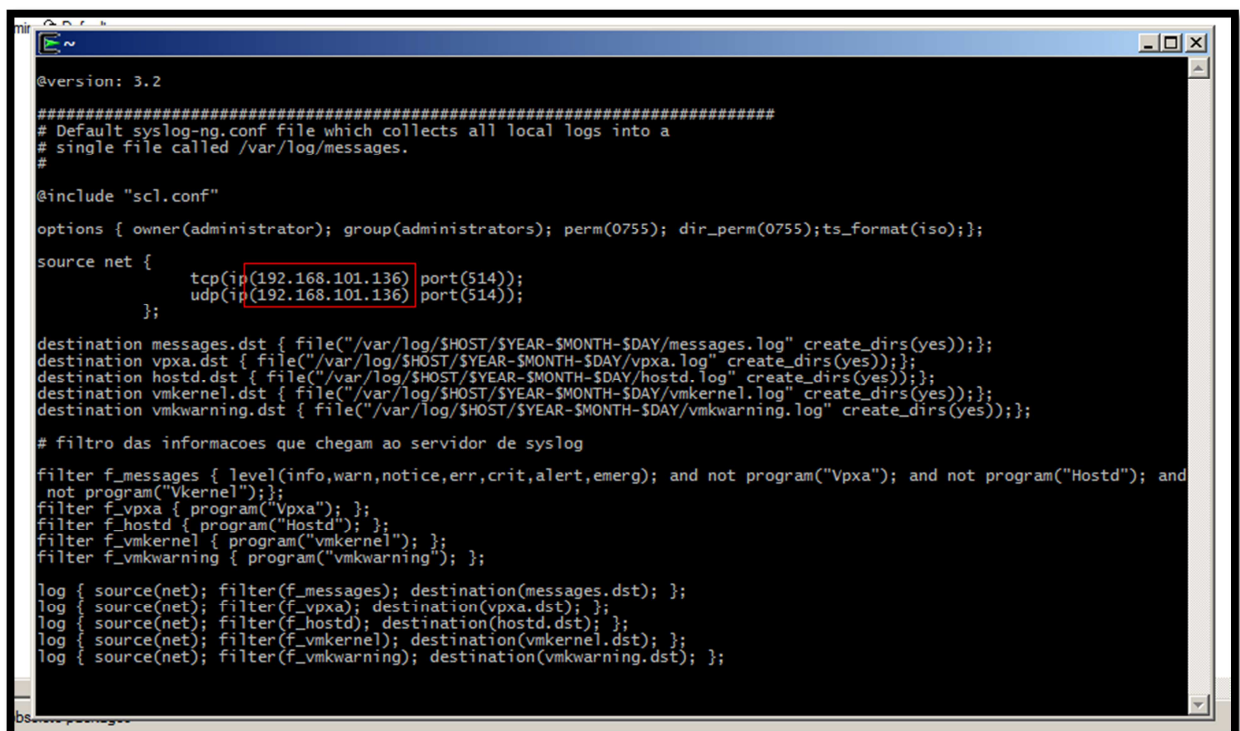 ~
@version: 3.2
#############################################################################
# Default syslog-ng.conf file which collects all local logs into a
# single file called /var/log/messages.
#
@include "scl.conf"
options { owner(administrator); group(administrators); perm(0755); dir_perm(0755);ts_format(iso);};
source net {
tcp(ip(192.168.101.136) port(514));
udp(ip(192.168.101.136) port(514));
};
destination messages.dst { file("/var/log/$HOST/$YEAR-$MONTH-$DAY/messages.log" create_dirs(yes));};
destination vpxa.dst { file("/var/log/$HOST/$YEAR-$MONTH-$DAY/vpxa.log" create_dirs(yes));};
destination hostd.dst { file("/var/log/$HOST/$YEAR-$MONTH-$DAY/hostd.log" create_dirs(yes));};
destination vmkernel.dst { file("/var/log/$HOST/$YEAR-$MONTH-$DAY/vmkernel.log" create_dirs(yes));};
destination vmkwarning.dst { file("/var/log/$HOST/$YEAR-$MONTH-$DAY/vmkwarning.log" create_dirs(yes));};
# filtro das informacoes que chegam ao servidor de syslog
filter f_messages { level(info,warn,notice,err,crit,alert,emerg); and not program("Vpxa"); and not program("Hostd"); and
not program("Vkernel");};
filter f_vpxa { program("Vpxa"); };
filter f_hostd { program("Hostd"); };
filter f_vmkernel { program("vmkernel"); };
filter f_vmkwarning { program("vmkwarning"); };
log { source(net); filter(f_messages); destination(messages.dst); };
log { source(net); filter(f_vpxa); destination(vpxa.dst); };
log { source(net); filter(f_hostd); destination(hostd.dst); };
log { source(net); filter(f_vmkernel); destination(vmkernel.dst); };
log { source(net); filter(f_vmkwarning); destination(vmkwarning.dst); };